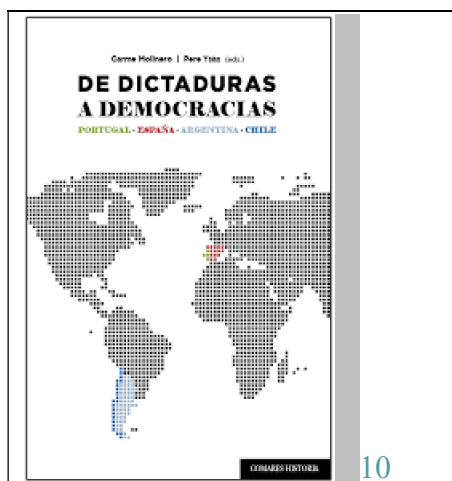 Carme Molinero | Pere Ysàs (eds.)
DE DICTADURAS
A DEMOCRACIAS
PORTUGAL · ESPAÑA · ARGENTINA · CHILE
COMARES HISTORIA
10